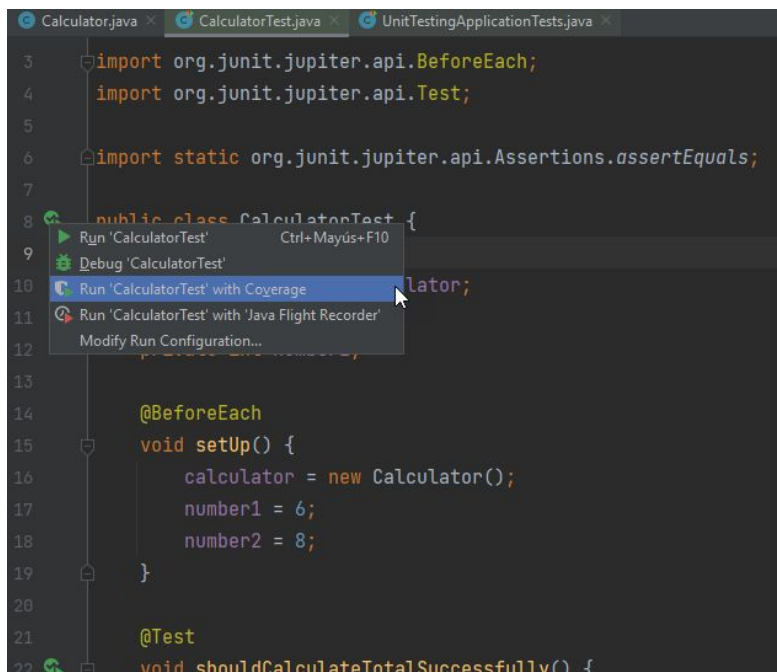 Calculator.java × CalculatorTest.java × UnitTestingApplicationTests.java ×
3 import org.junit.jupiter.api.BeforeEach;
4 import org.junit.jupiter.api.Test;
5
6 import static org.junit.jupiter.api.Assertions.assertEquals;
7
8 public class CalculatorTest {
Run 'CalculatorTest' Ctrl+Mayús+F10
9
Debug 'CalculatorTest'
10 Run 'CalculatorTest' with Coverage lator;
11 Run 'CalculatorTest' with 'Java Flight Recorder'
Modify Run Configuration...
12 private int number2;
13
14 @BeforeEach
15 void setUp() {
16 calculator = new Calculator();
17 number1 = 6;
18 number2 = 8;
19 }
20
21 @Test
22 void shouldCalculateTotalSuccessfully() {